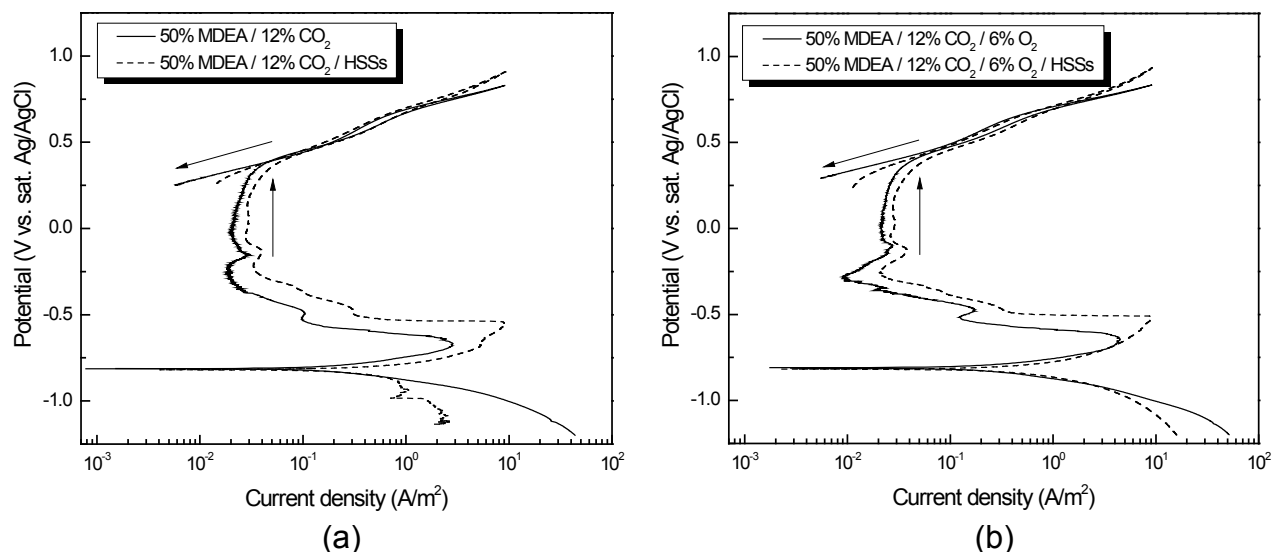 50% MDEA / 12% CO2
50% MDEA / 12% CO2 / HSSs
1.0
0.5
0.0
-0.5
-1.0
Potential (V vs. sat. Ag/AgCl)
10-3
10-2
10-1
100
101
102
Current density (A/m2)
(a)
50% MDEA / 12% CO2 / 6% O2
50% MDEA / 12% CO2 / 6% O2 / HSSs
1.0
0.5
0.0
-0.5
-1.0
Potential (V vs. sat. Ag/AgCl)
10-3
10-2
10-1
100
101
102
Current density (A/m2)
(b)